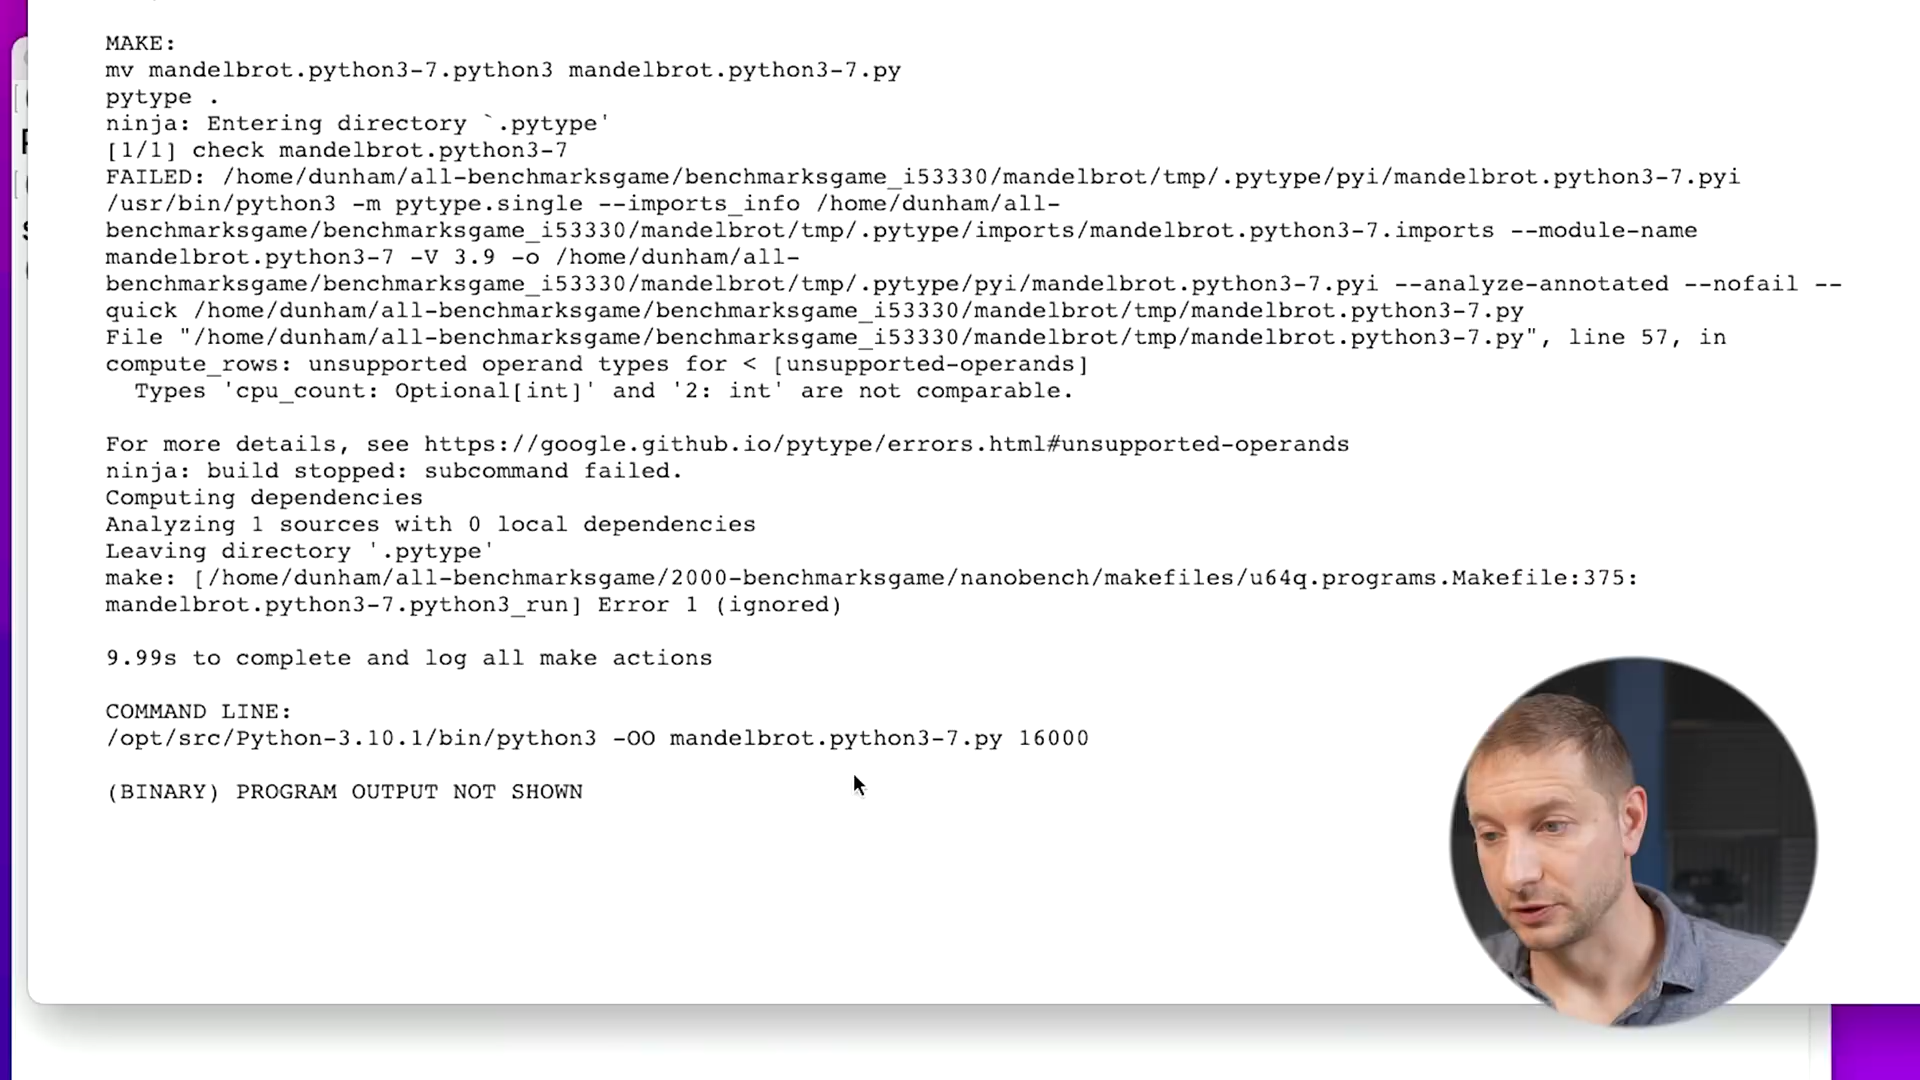 MAKE:
mv mandelbrot.python3-7.python3 mandelbrot.python3-7.py
pytype .
ninja: Entering directory `.pytype'
[1/1] check mandelbrot.python3-7
FAILED: /home/dunham/all-benchmarksgame/benchmarksgame_i53330/mandelbrot/tmp/.pytype/pyi/mandelbrot.python3-7.pyi
/usr/bin/python3 -m pytype.single --imports_info /home/dunham/all-
benchmarksgame/benchmarksgame_i53330/mandelbrot/tmp/.pytype/imports/mandelbrot.python3-7.imports --module-name
mandelbrot.python3-7 -V 3.9 -o /home/dunham/all-
benchmarksgame/benchmarksgame_i53330/mandelbrot/tmp/.pytype/pyi/mandelbrot.python3-7.pyi --analyze-annotated --nofail --
quick /home/dunham/all-benchmarksgame/benchmarksgame_i53330/mandelbrot/tmp/mandelbrot.python3-7.py
File "/home/dunham/all-benchmarksgame/benchmarksgame_i53330/mandelbrot/tmp/mandelbrot.python3-7.py", line 57, in
compute_rows: unsupported operand types for < [unsupported-operands]
  Types 'cpu_count: Optional[int]' and '2: int' are not comparable.
For more details, see https://google.github.io/pytype/errors.html#unsupported-operands
ninja: build stopped: subcommand failed.
Computing dependencies
Analyzing 1 sources with 0 local dependencies
Leaving directory '.pytype'
make: [/home/dunham/all-benchmarksgame/2000-benchmarksgame/nanobench/makefiles/u64q.programs.Makefile:375:
mandelbrot.python3-7.python3_run] Error 1 (ignored)
9.99s to complete and log all make actions
COMMAND LINE:
/opt/src/Python-3.10.1/bin/python3 -OO mandelbrot.python3-7.py 16000
(BINARY) PROGRAM OUTPUT NOT SHOWN